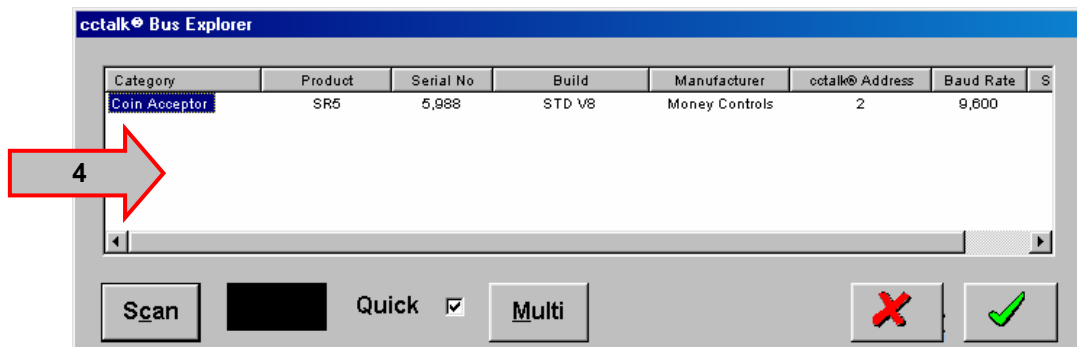 cctalk® Bus Explorer
Category Product Serial No Build Manufacturer cctalk® Address Baud Rate S
Coin Acceptor SR5 5,988 STD V8 Money Controls 2 9,600
4
Scan Quick Multi